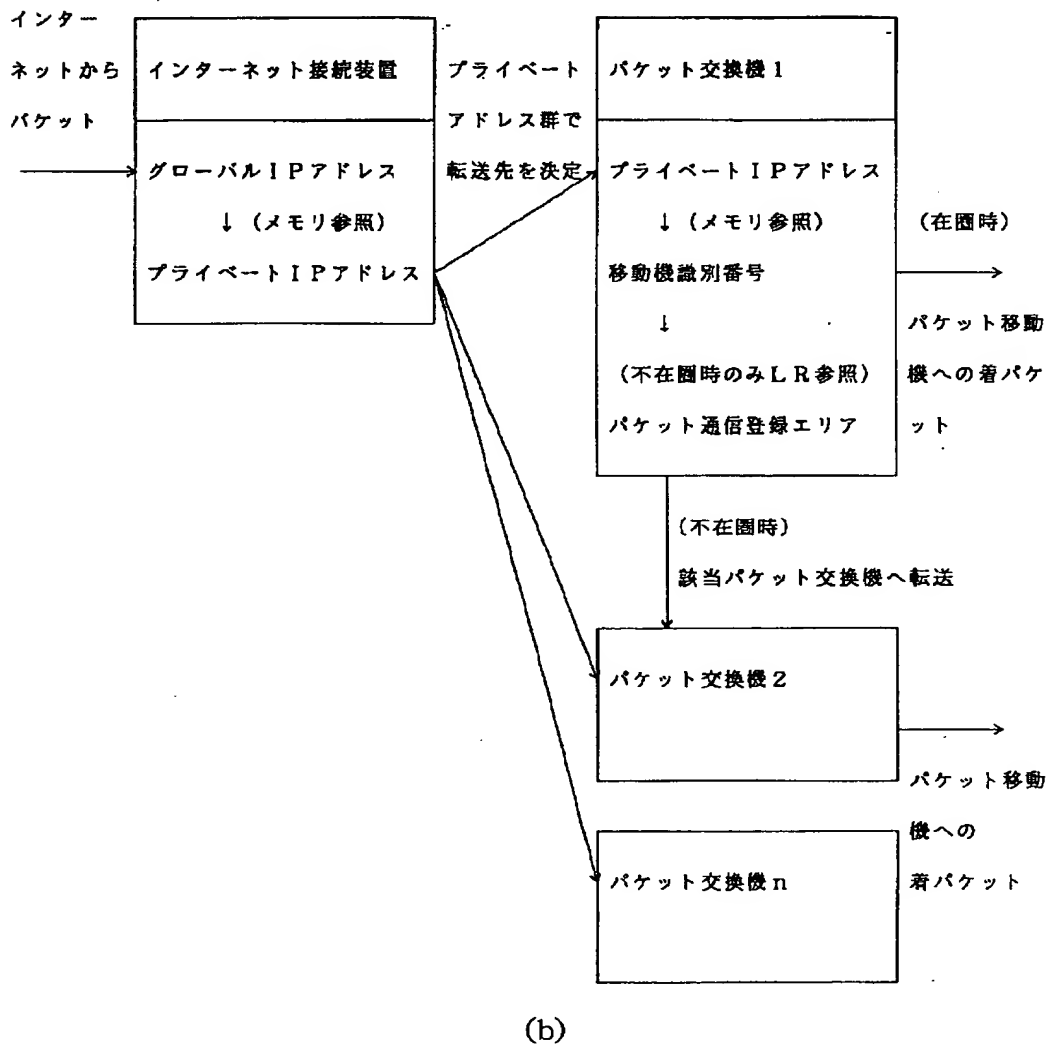 インター
ネットから
パケット
インターネット接続装置
グローバルIPアドレス
↓（メモリ参照）
プライベートIPアドレス
プライベート
アドレス群で
転送先を決定
パケット交換機1
プライベートIPアドレス
↓（メモリ参照）
移動機識別番号
↓
（不在圏時のみLR参照）
パケット通信登録エリア
（在圏時）
パケット移動
機への着パケ
ット
（不在圏時）
該当パケット交換機へ転送
パケット交換機2
パケット移動
機への
着パケット
パケット交換機n
(b)